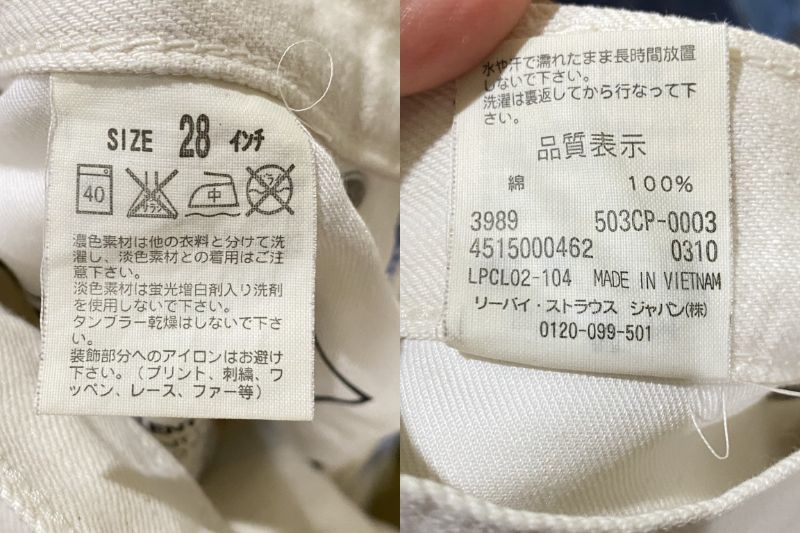 SIZE 28 インチ
40
エンソ
サラシ
中
濃色素材は他の衣料と分けて洗
濯し、淡色素材との着用はご注
意下さい。
淡色素材は蛍光増白剤入り洗剤
を使用しないで下さい。
タンブラー乾燥はしないで下さ
い。
装飾部分へのアイロンはお避け
下さい。（プリント、刺繍、ワ
ッペン、レース、ファー等）
水や汗で濡れたまま長時間放置
しないで下さい。
洗濯は裏返してから行なって下
さい。
品質表示
綿 100%
3989 503CP-0003
4515000462 0310
LPCL02-104 MADE IN VIETNAM
リーバイ・ストラウス ジャパン(株)
0120-099-501